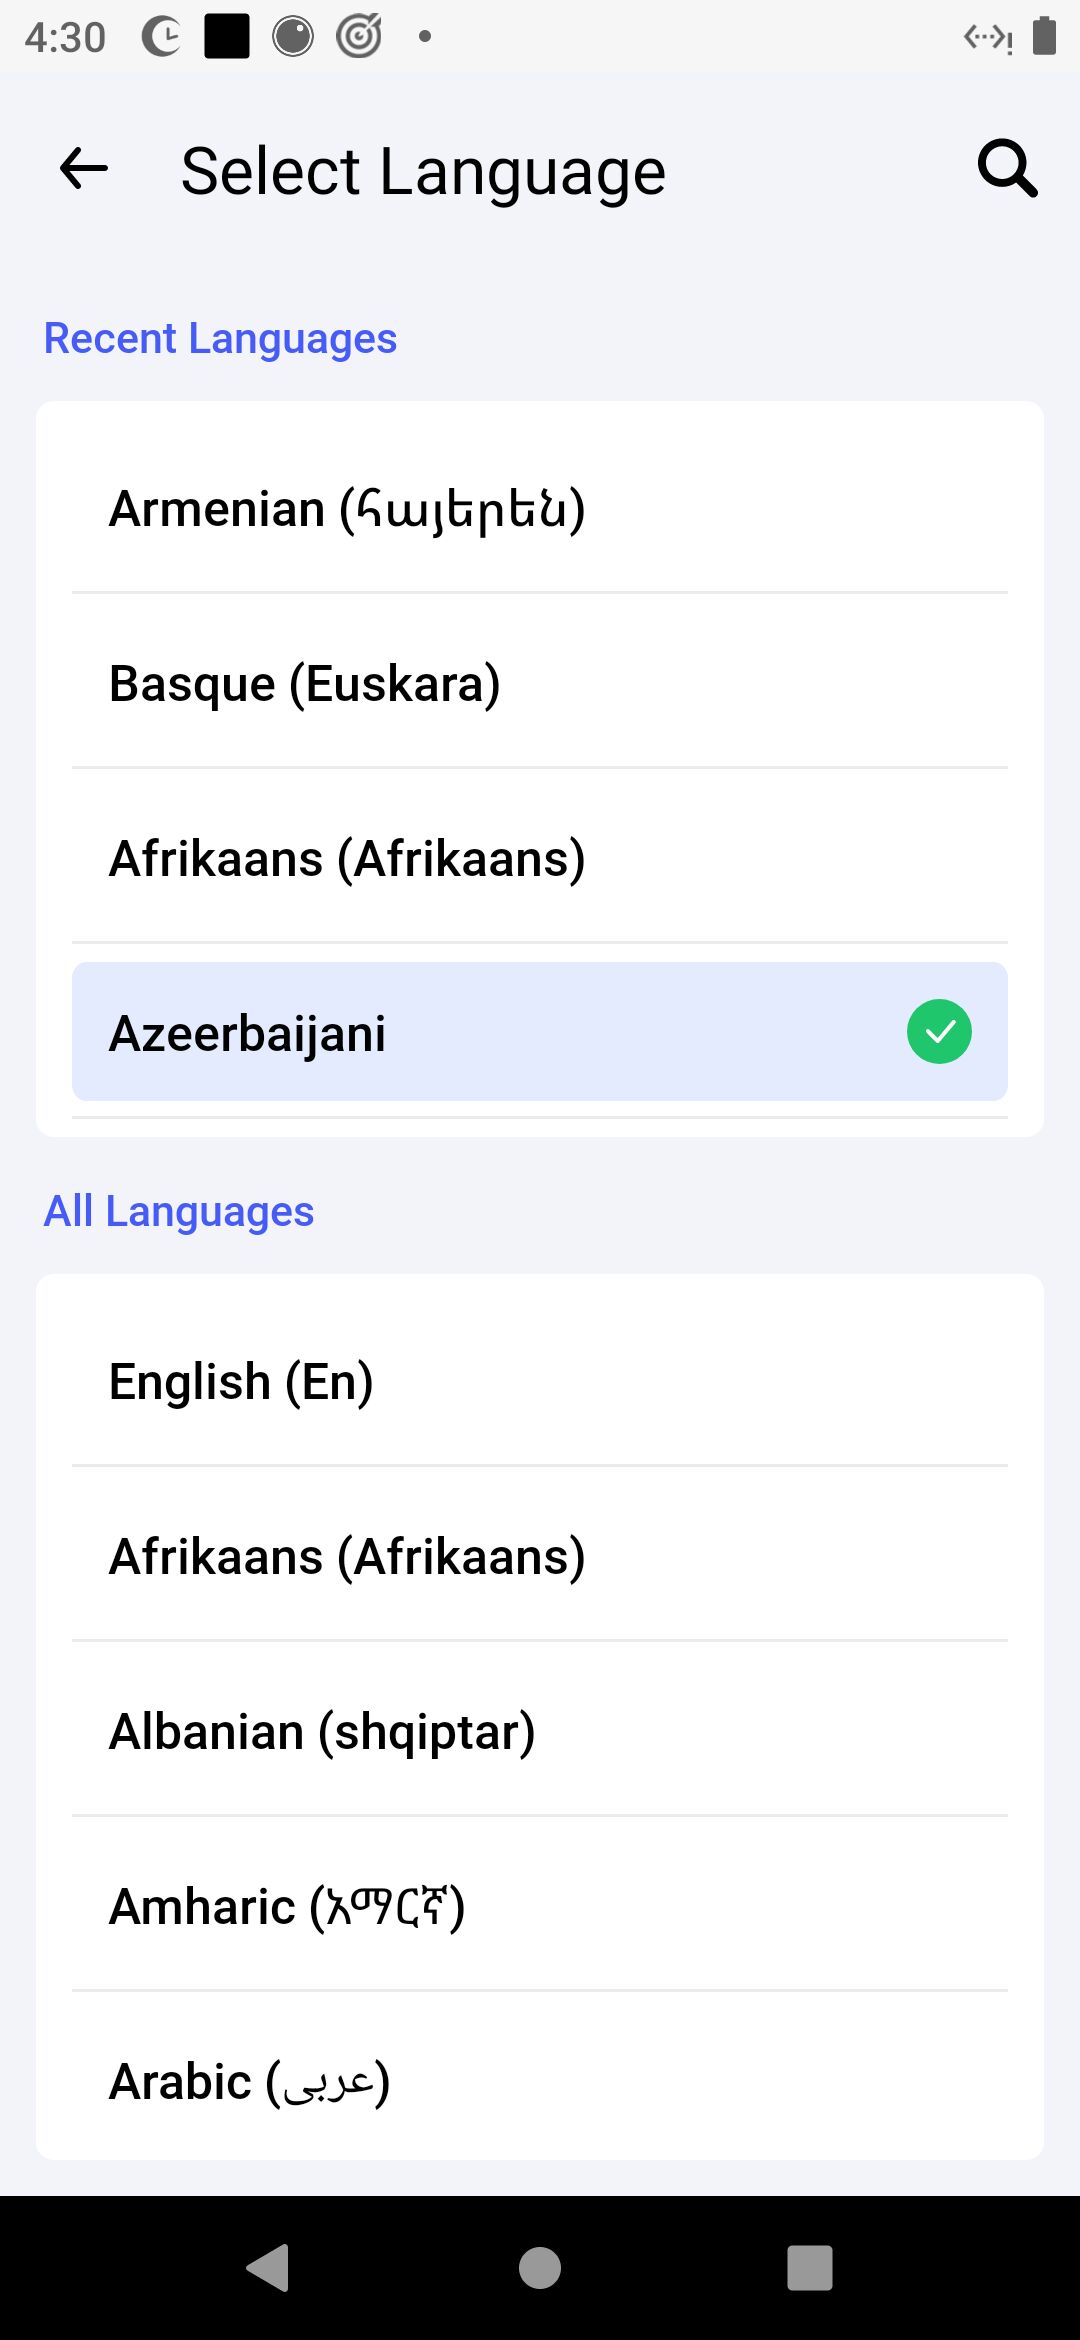 4:30
Select Language
Recent Languages
Armenian (հայերեն)
Basque (Euskara)
Afrikaans (Afrikaans)
Azeerbaijani
All Languages
English (En)
Afrikaans (Afrikaans)
Albanian (shqiptar)
Amharic (አማርኛ)
Arabic (عربى)